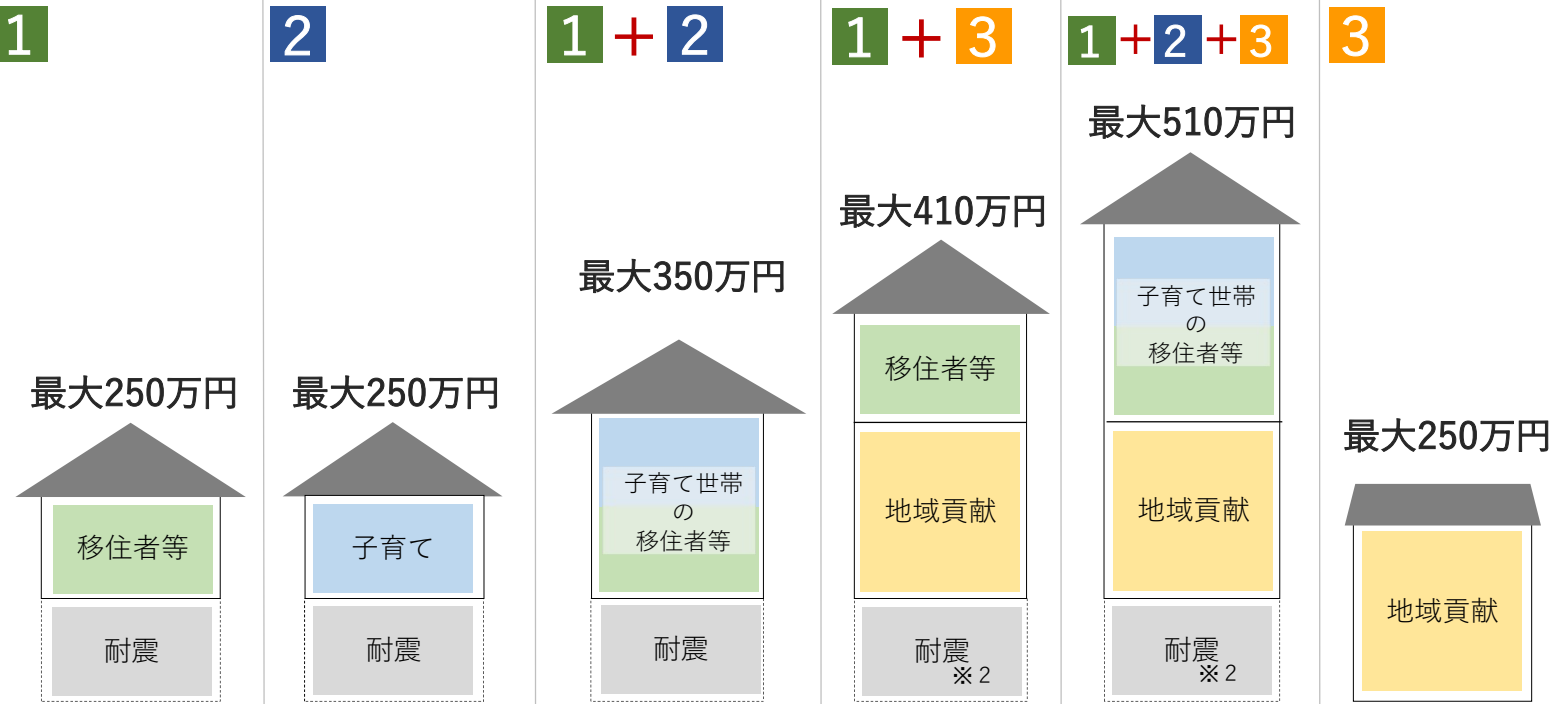 1
最大250万円
移住者等
耐震
2
最大250万円
子育て
耐震
1+2
最大350万円
子育て世帯
の
移住者等
耐震
1+3
最大410万円
移住者等
地域貢献
耐震
※2
1+2+3
最大510万円
子育て世帯
の
移住者等
地域貢献
耐震
※2
3
最大250万円
地域貢献